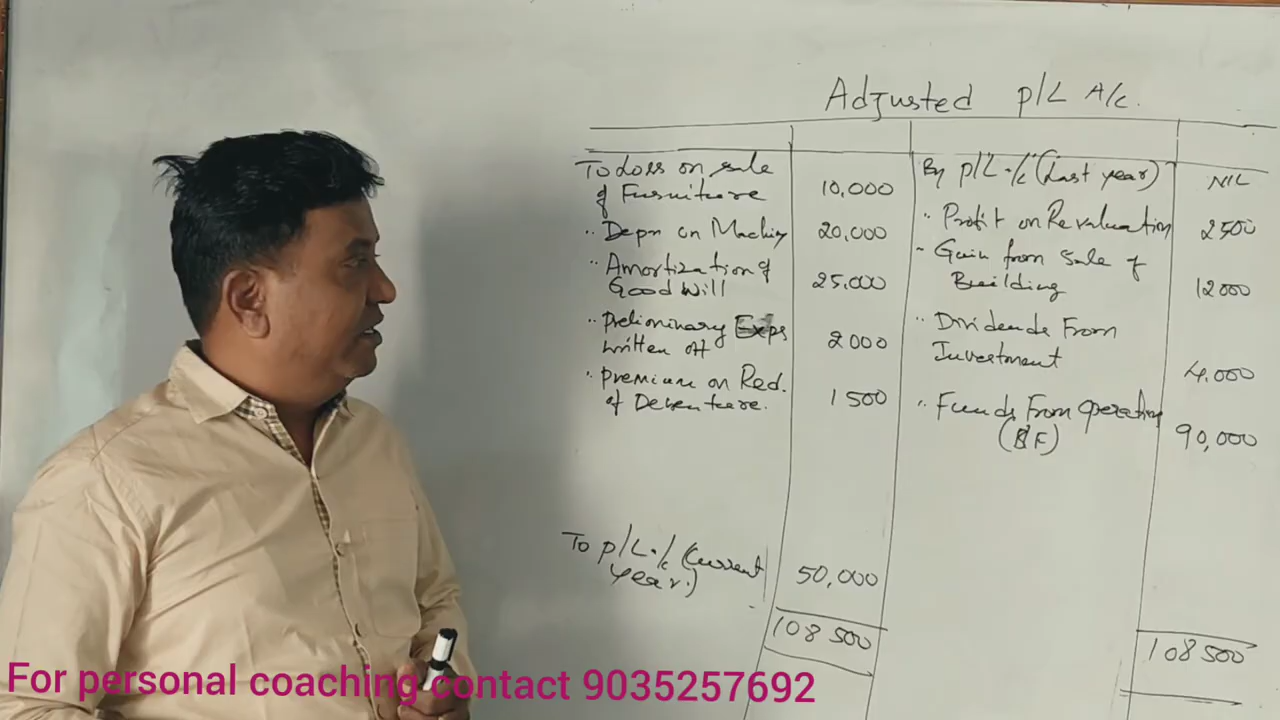 Adjusted P/L A/c.
To Loss on sale
of Furniture 10,000
" Depn on Machiny 20,000
" Amortization of
Good Will 25,000
" Preliminary Exps
written off 2000
" Premium on Red.
of Debenture. 1500
To P/L A/c (Current
Year.) 50,000
108500
By P/L A/c (Last year) NIL
" Profit on Revaluation 2500
" Gain from Sale of
Building 12000
" Dividends From
Investment 4,000
" Funds From Operating
(BF) 90,000
108500
For personal coaching contact 9035257692